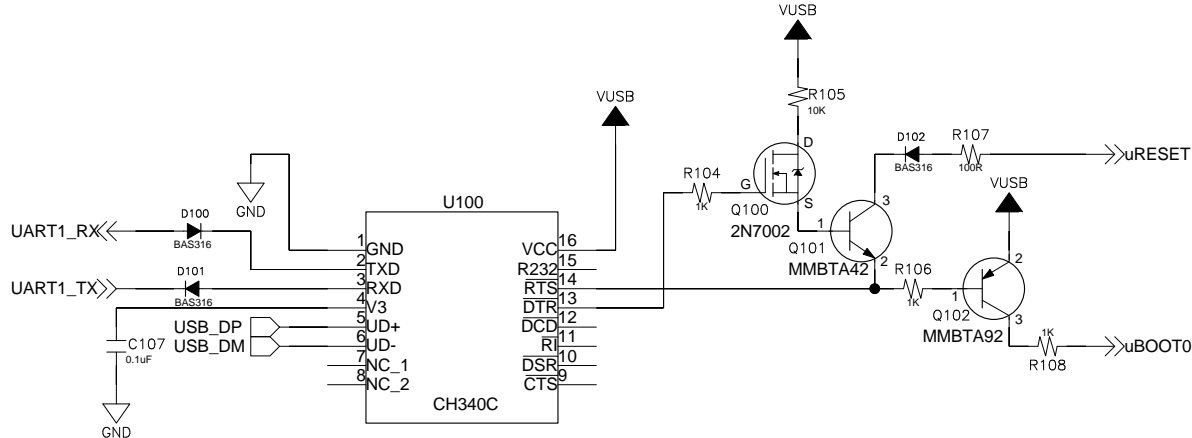 VUSB
R105
10K
VUSB
D
G
S
Q100
2N7002
R104
1K
D102
BAS316
R107
100R
uRESET
GND
U100
1
Q101
MMBTA42
3
2
VUSB
UART1_RX
D100
BAS316
UART1_TX
D101
BAS316
1 GND
2 TXD
3 RXD
4 V3
5 UD+
6 UD-
7 NC_1
8 NC_2
VCC 16
R232 15
RTS 14
DTR 13
DCD 12
RI 11
DSR 10
CTS 9
CH340C
USB_DP
USB_DM
C107
0.1uF
GND
R106
1K
1
2
3
Q102
MMBTA92
1K
R108
uBOOT0